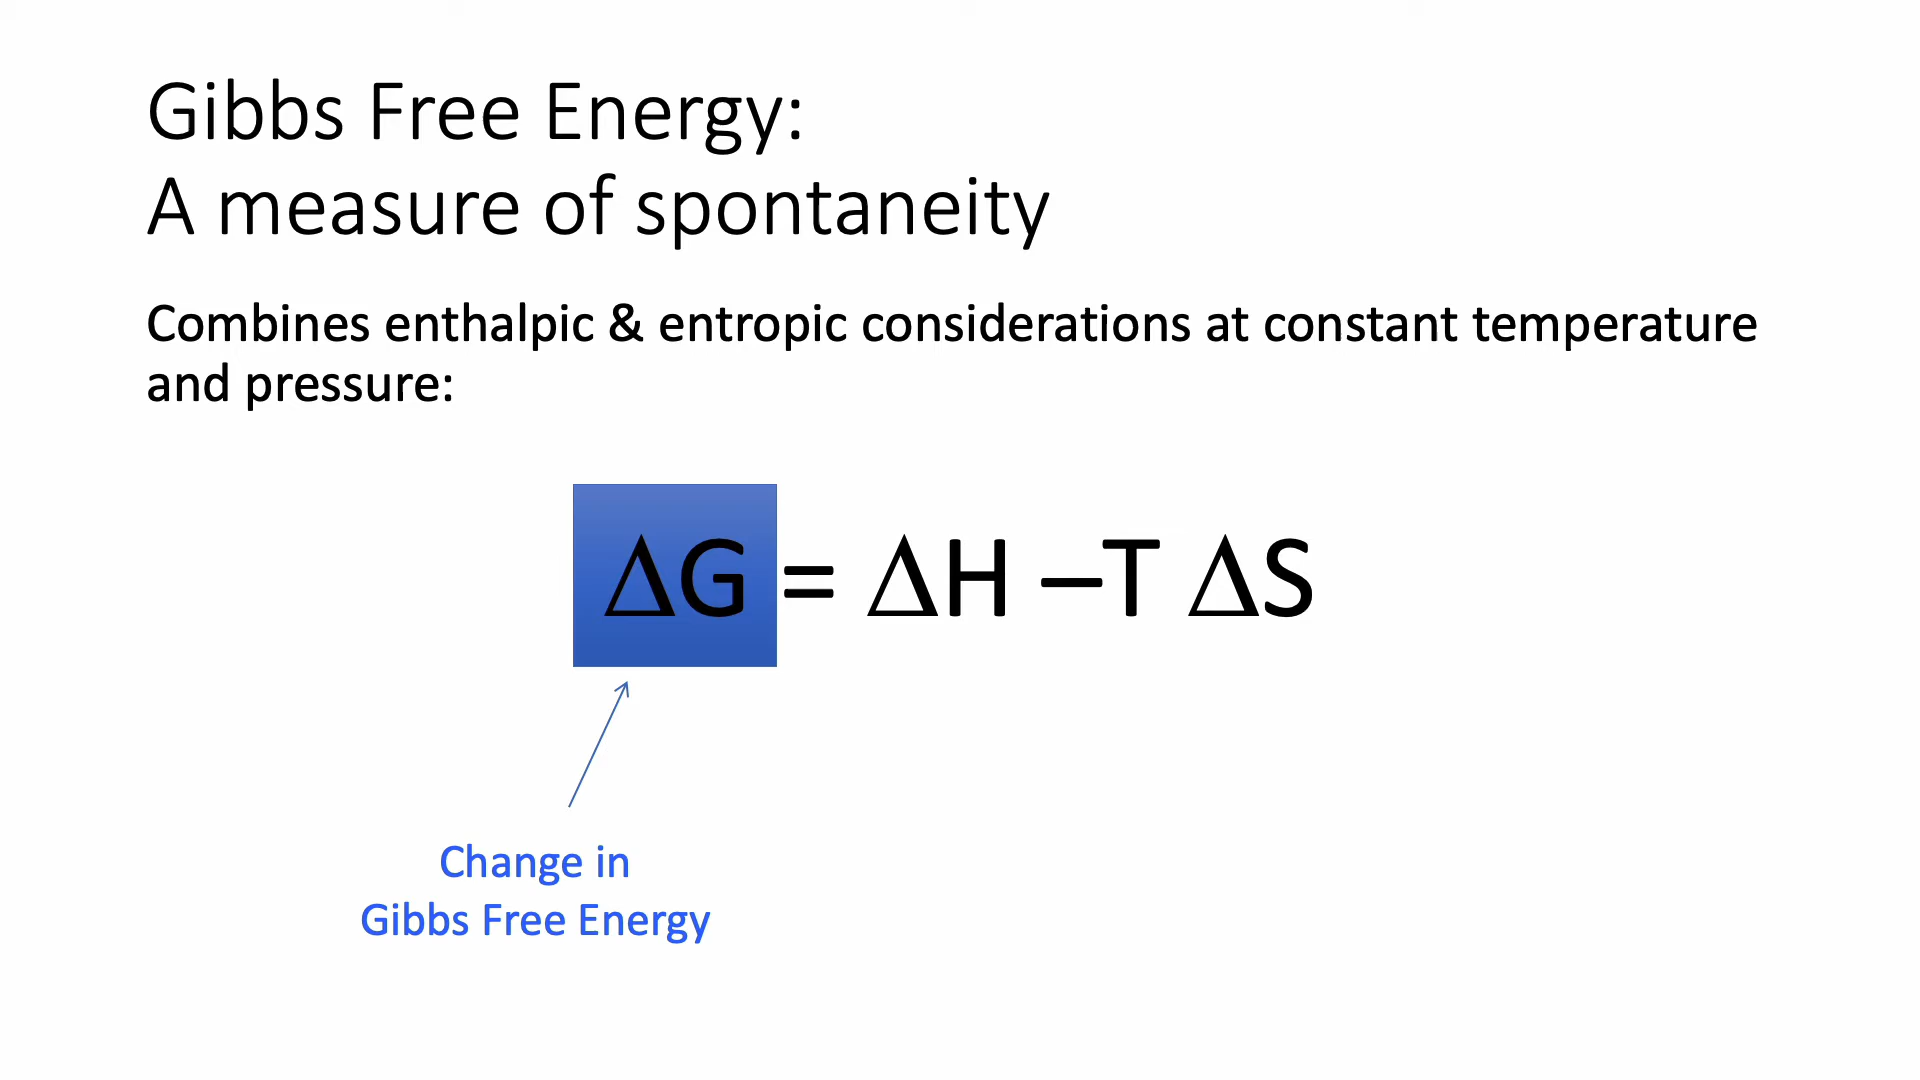 Gibbs Free Energy:
A measure of spontaneity
Combines enthalpic & entropic considerations at constant temperature
and pressure:
ΔG = ΔH –T ΔS
Change in
Gibbs Free Energy